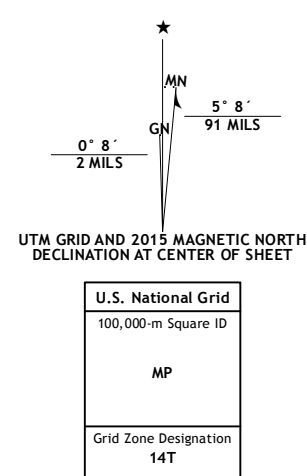 MN
5° 8´
91 MILS
GN
0° 8´
2 MILS
UTM GRID AND 2015 MAGNETIC NORTH
DECLINATION AT CENTER OF SHEET
U.S. National Grid
100,000-m Square ID
MP
Grid Zone Designation
14T